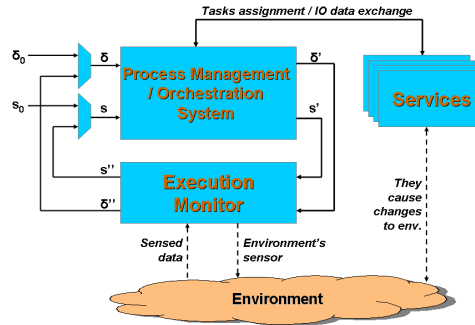 Tasks assignment / IO data exchange
δ0
δ
δ’
Process Management
/ Orchestration
System
Services
s0
s
s’
s’’
Execution
Monitor
δ’’
They
cause
changes
to env.
Sensed
data
Environment’s
sensor
Environment